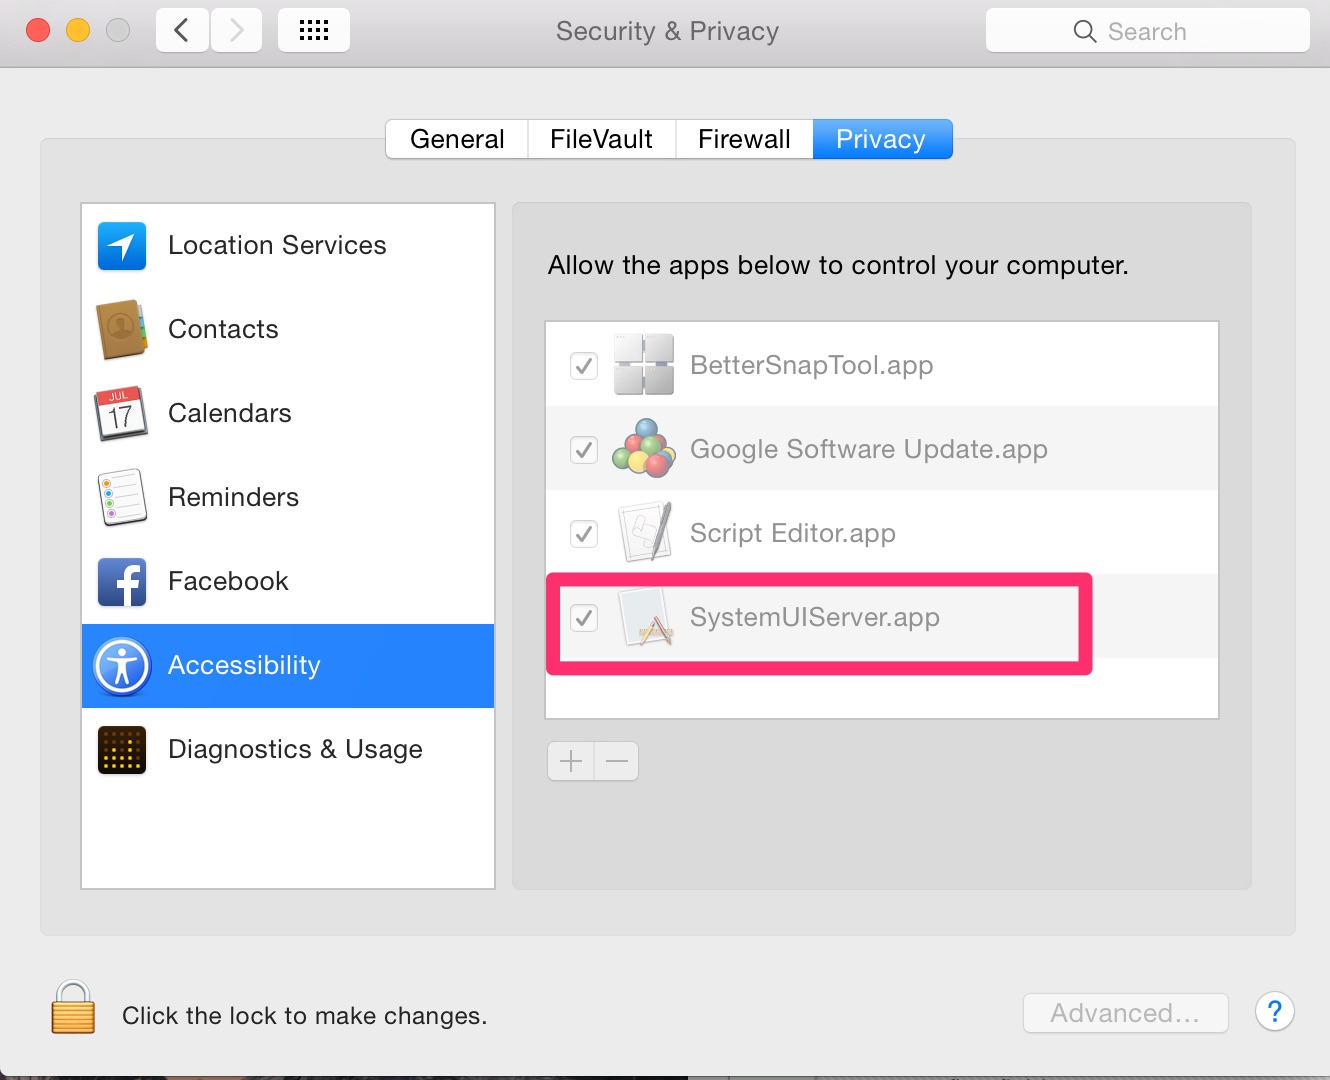 Security & Privacy
Search
General
FileVault
Firewall
Privacy
Location Services
Contacts
JUL
17
Calendars
Reminders
Facebook
Accessibility
Diagnostics & Usage
Allow the apps below to control your computer.
BetterSnapTool.app
Google Software Update.app
Script Editor.app
SystemUIServer.app
Click the lock to make changes.
Advanced...
?